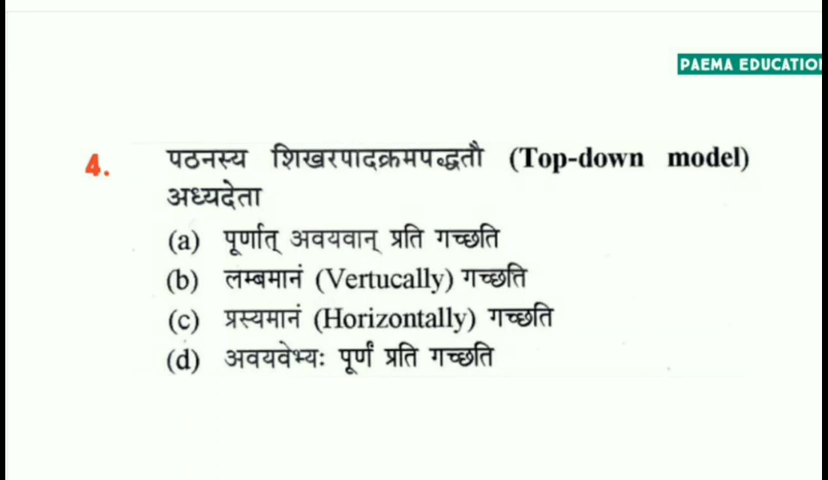 PAEMA EDUCATIO
4. पठनस्य शिखरपादक्रमपद्धतौ (Top-down model)
अध्यदेता
(a) पूर्णात् अवयवान् प्रति गच्छति
(b) लम्बमानं (Vertucally) गच्छति
(c) प्रस्यमानं (Horizontally) गच्छति
(d) अवयवेभ्यः पूर्णं प्रति गच्छति